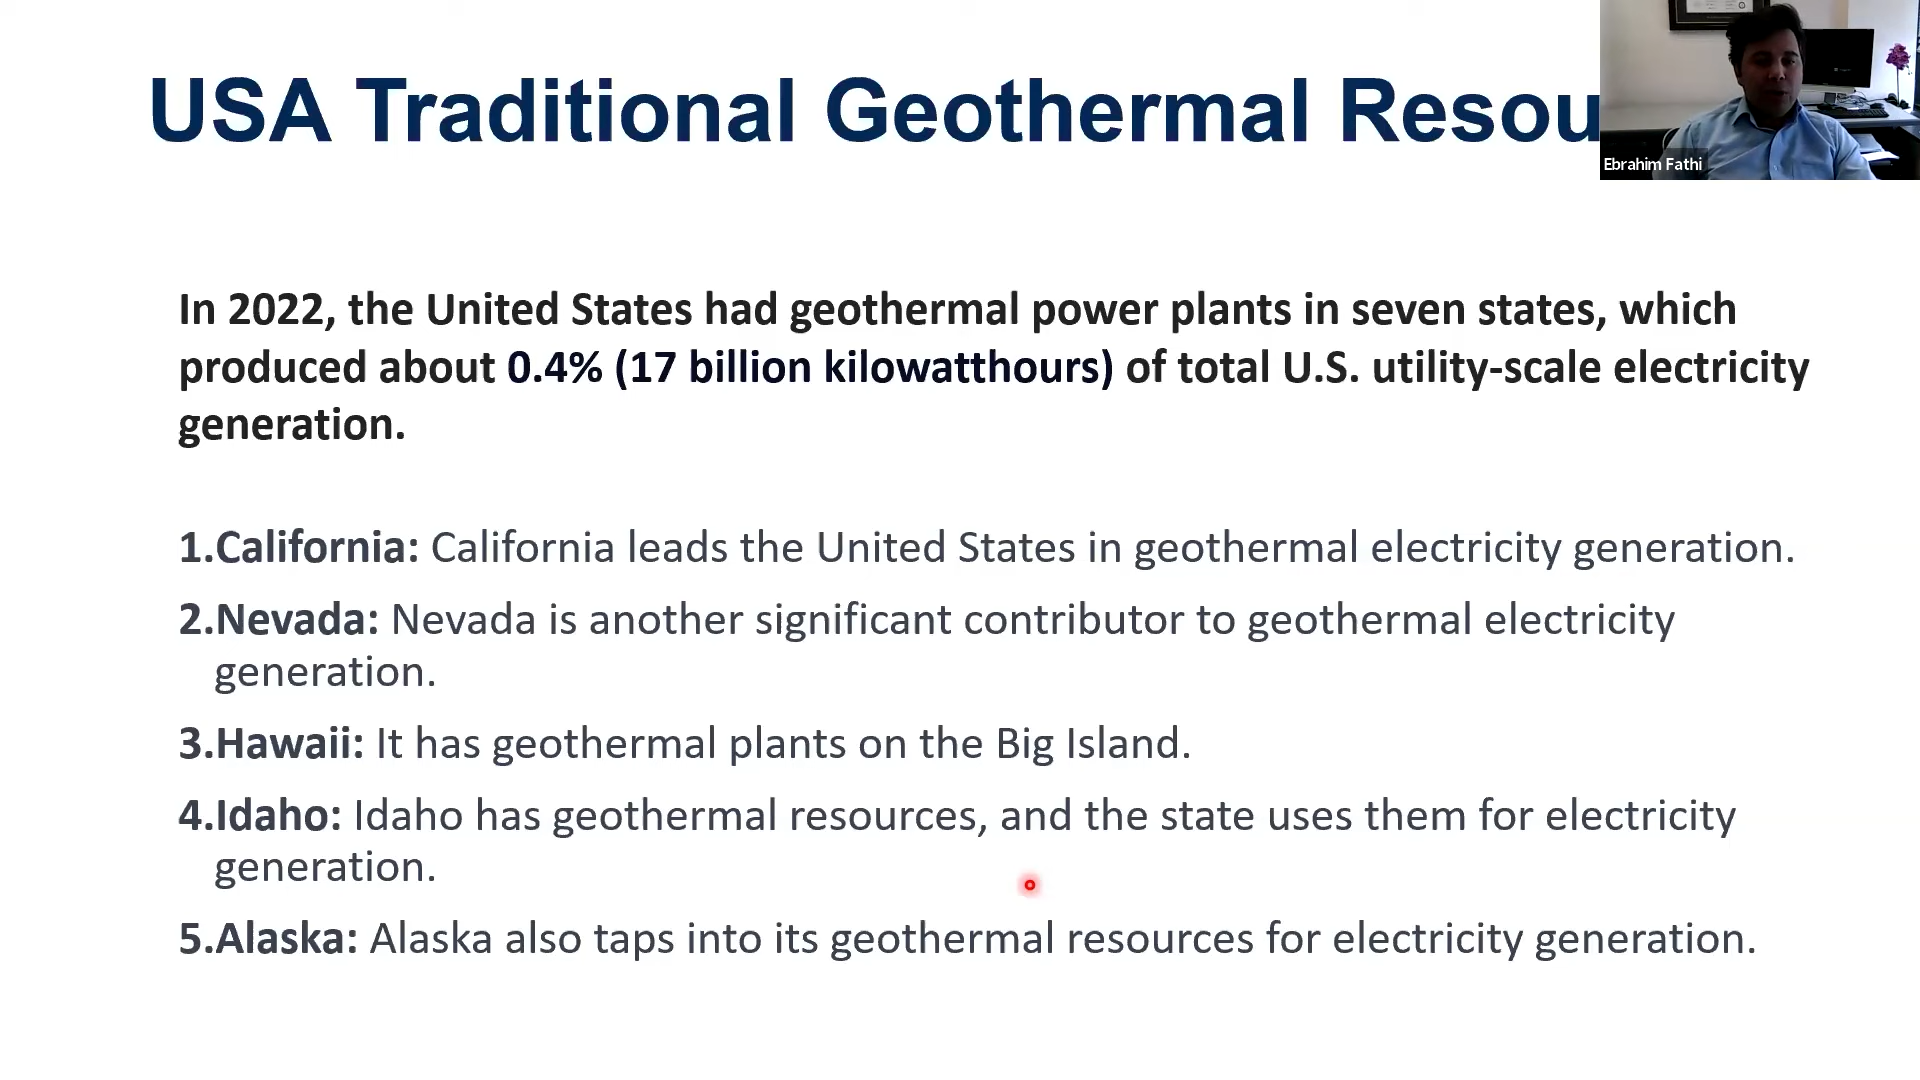 USA Traditional Geothermal Resou
Ebrahim Fathi
In 2022, the United States had geothermal power plants in seven states, which
produced about 0.4% (17 billion kilowatthours) of total U.S. utility-scale electricity
generation.
1.California: California leads the United States in geothermal electricity generation.
2.Nevada: Nevada is another significant contributor to geothermal electricity
generation.
3.Hawaii: It has geothermal plants on the Big Island.
4.Idaho: Idaho has geothermal resources, and the state uses them for electricity
generation.
5.Alaska: Alaska also taps into its geothermal resources for electricity generation.